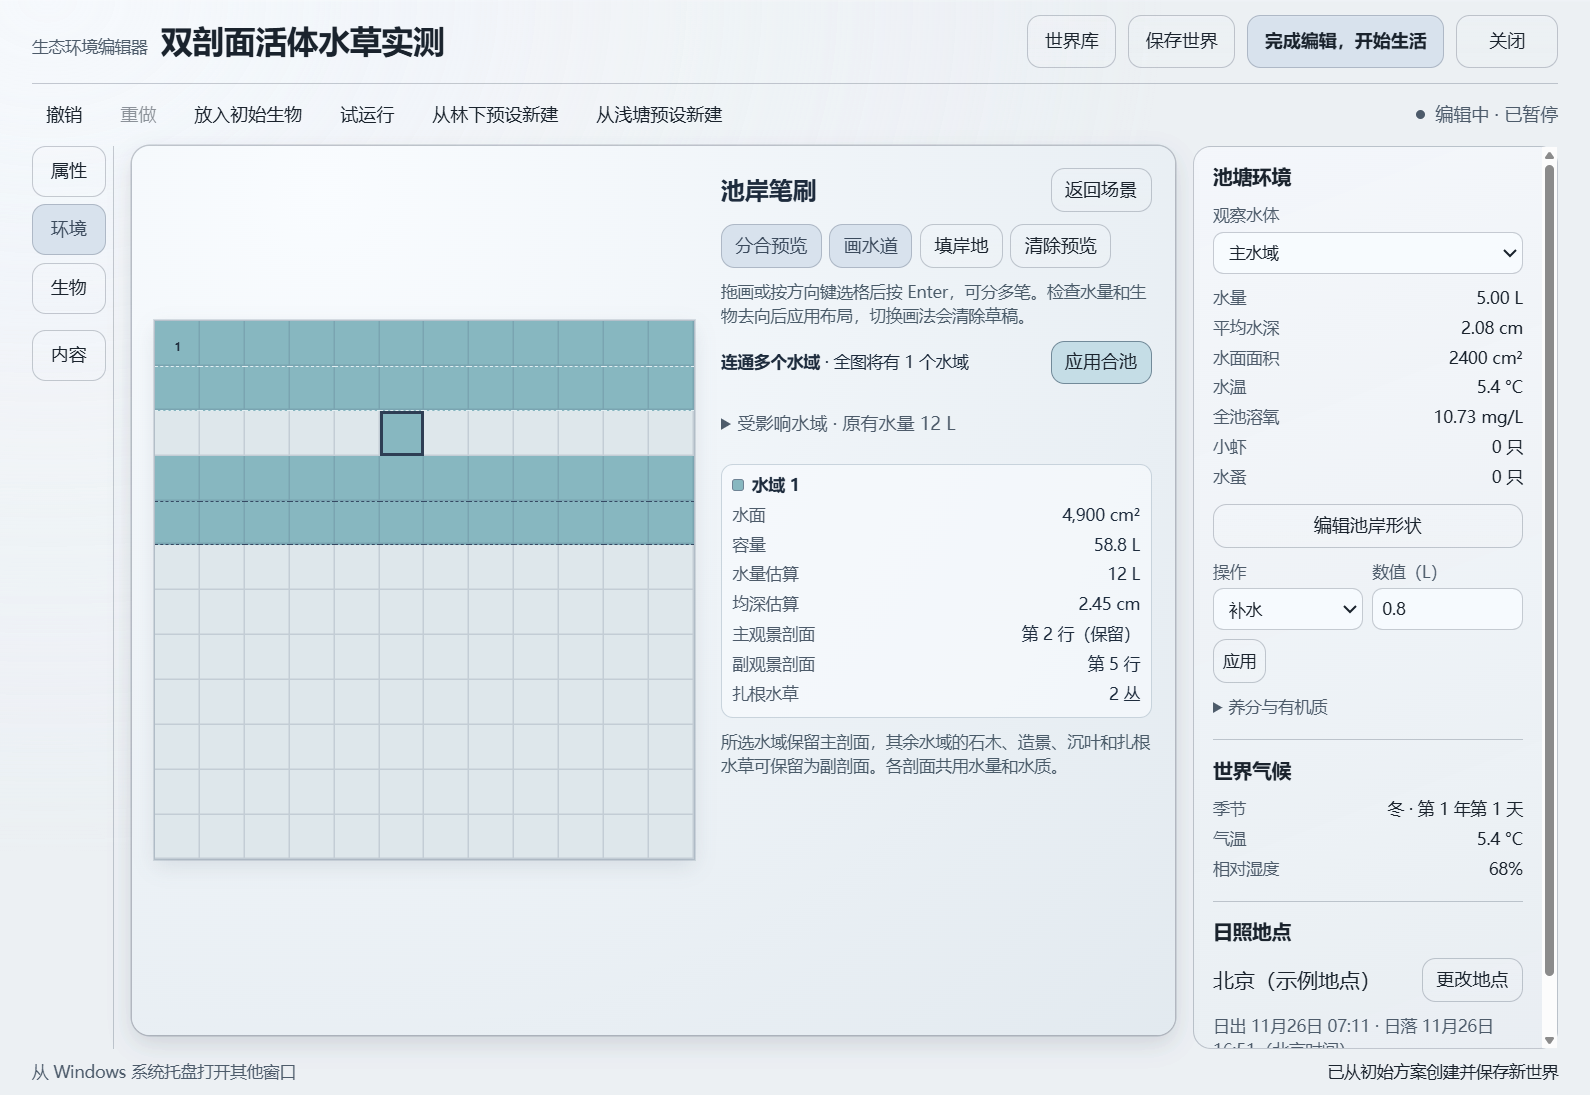 生态环境编辑器 双剖面活体水草实测
世界库 保存世界 完成编辑，开始生活 关闭
撤销 重做 放入初始生物 试运行 从林下预设新建 从浅塘预设新建
编辑中 · 已暂停
属性
环境
生物
内容
1
池岸笔刷
返回场景
分合预览 画水道 填岸地 清除预览
拖画或按方向键选格后按 Enter，可分多笔。检查水量和生
物去向后应用布局，切换画法会清除草稿。
连通多个水域 · 全图将有 1 个水域
应用合池
受影响水域 · 原有水量 12 L
水域 1
水面 4,900 cm²
容量 58.8 L
水量估算 12 L
均深估算 2.45 cm
主观景剖面 第 2 行（保留）
副观景剖面 第 5 行
扎根水草 2 丛
所选水域保留主剖面，其余水域的石木、造景、沉叶和扎根
水草可保留为副剖面。各剖面共用水量和水质。
池塘环境
观察水体
主水域
水量 5.00 L
平均水深 2.08 cm
水面面积 2400 cm²
水温 5.4 °C
全池溶氧 10.73 mg/L
小虾 0 只
水蚤 0 只
编辑池岸形状
操作 数值（L）
补水 0.8
应用
养分与有机质
世界气候
季节 冬 · 第 1 年第 1 天
气温 5.4 °C
相对湿度 68%
日照地点
北京（示例地点） 更改地点
日出 11月26日 07:11 · 日落 11月26日
16:51（北京时间）
从 Windows 系统托盘打开其他窗口
已从初始方案创建并保存新世界